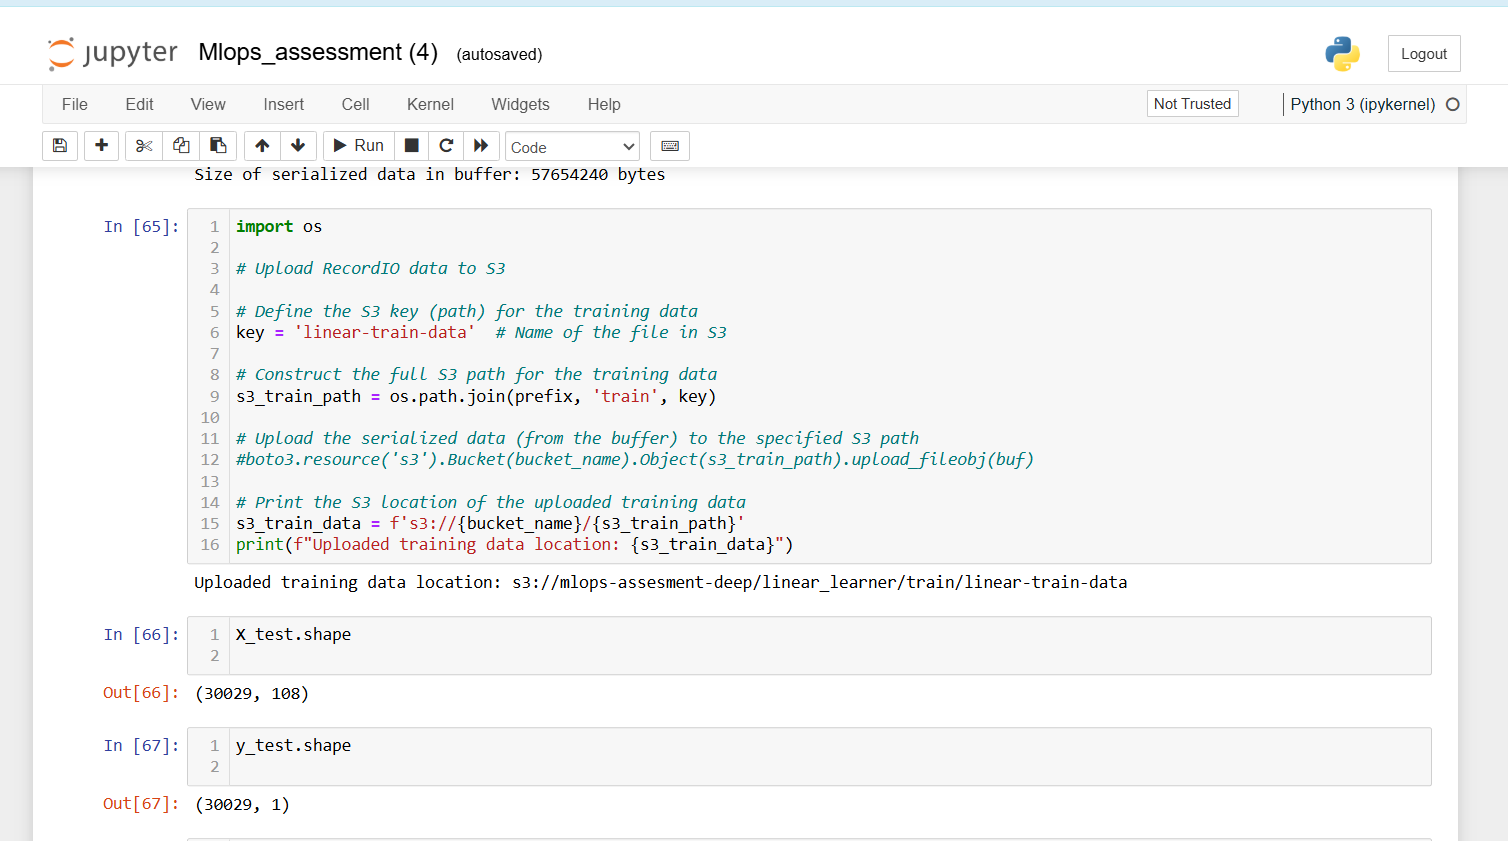 jupyter Mlops_assessment (4) (autosaved) Logout
File Edit View Insert Cell Kernel Widgets Help Not Trusted Python 3 (ipykernel)
Run Code
Size of serialized data in buffer: 57654240 bytes
In [65]:
1 import os
2
3 # Upload RecordIO data to S3
4
5 # Define the S3 key (path) for the training data
6 key = 'linear-train-data'  # Name of the file in S3
7
8 # Construct the full S3 path for the training data
9 s3_train_path = os.path.join(prefix, 'train', key)
10
11 # Upload the serialized data (from the buffer) to the specified S3 path
12 #boto3.resource('s3').Bucket(bucket_name).Object(s3_train_path).upload_fileobj(buf)
13
14 # Print the S3 location of the uploaded training data
15 s3_train_data = f's3://{bucket_name}/{s3_train_path}'
16 print(f"Uploaded training data location: {s3_train_data}")
Uploaded training data location: s3://mlops-assesment-deep/linear_learner/train/linear-train-data
In [66]:
1 X_test.shape
2
Out[66]: (30029, 108)
In [67]:
1 y_test.shape
2
Out[67]: (30029, 1)